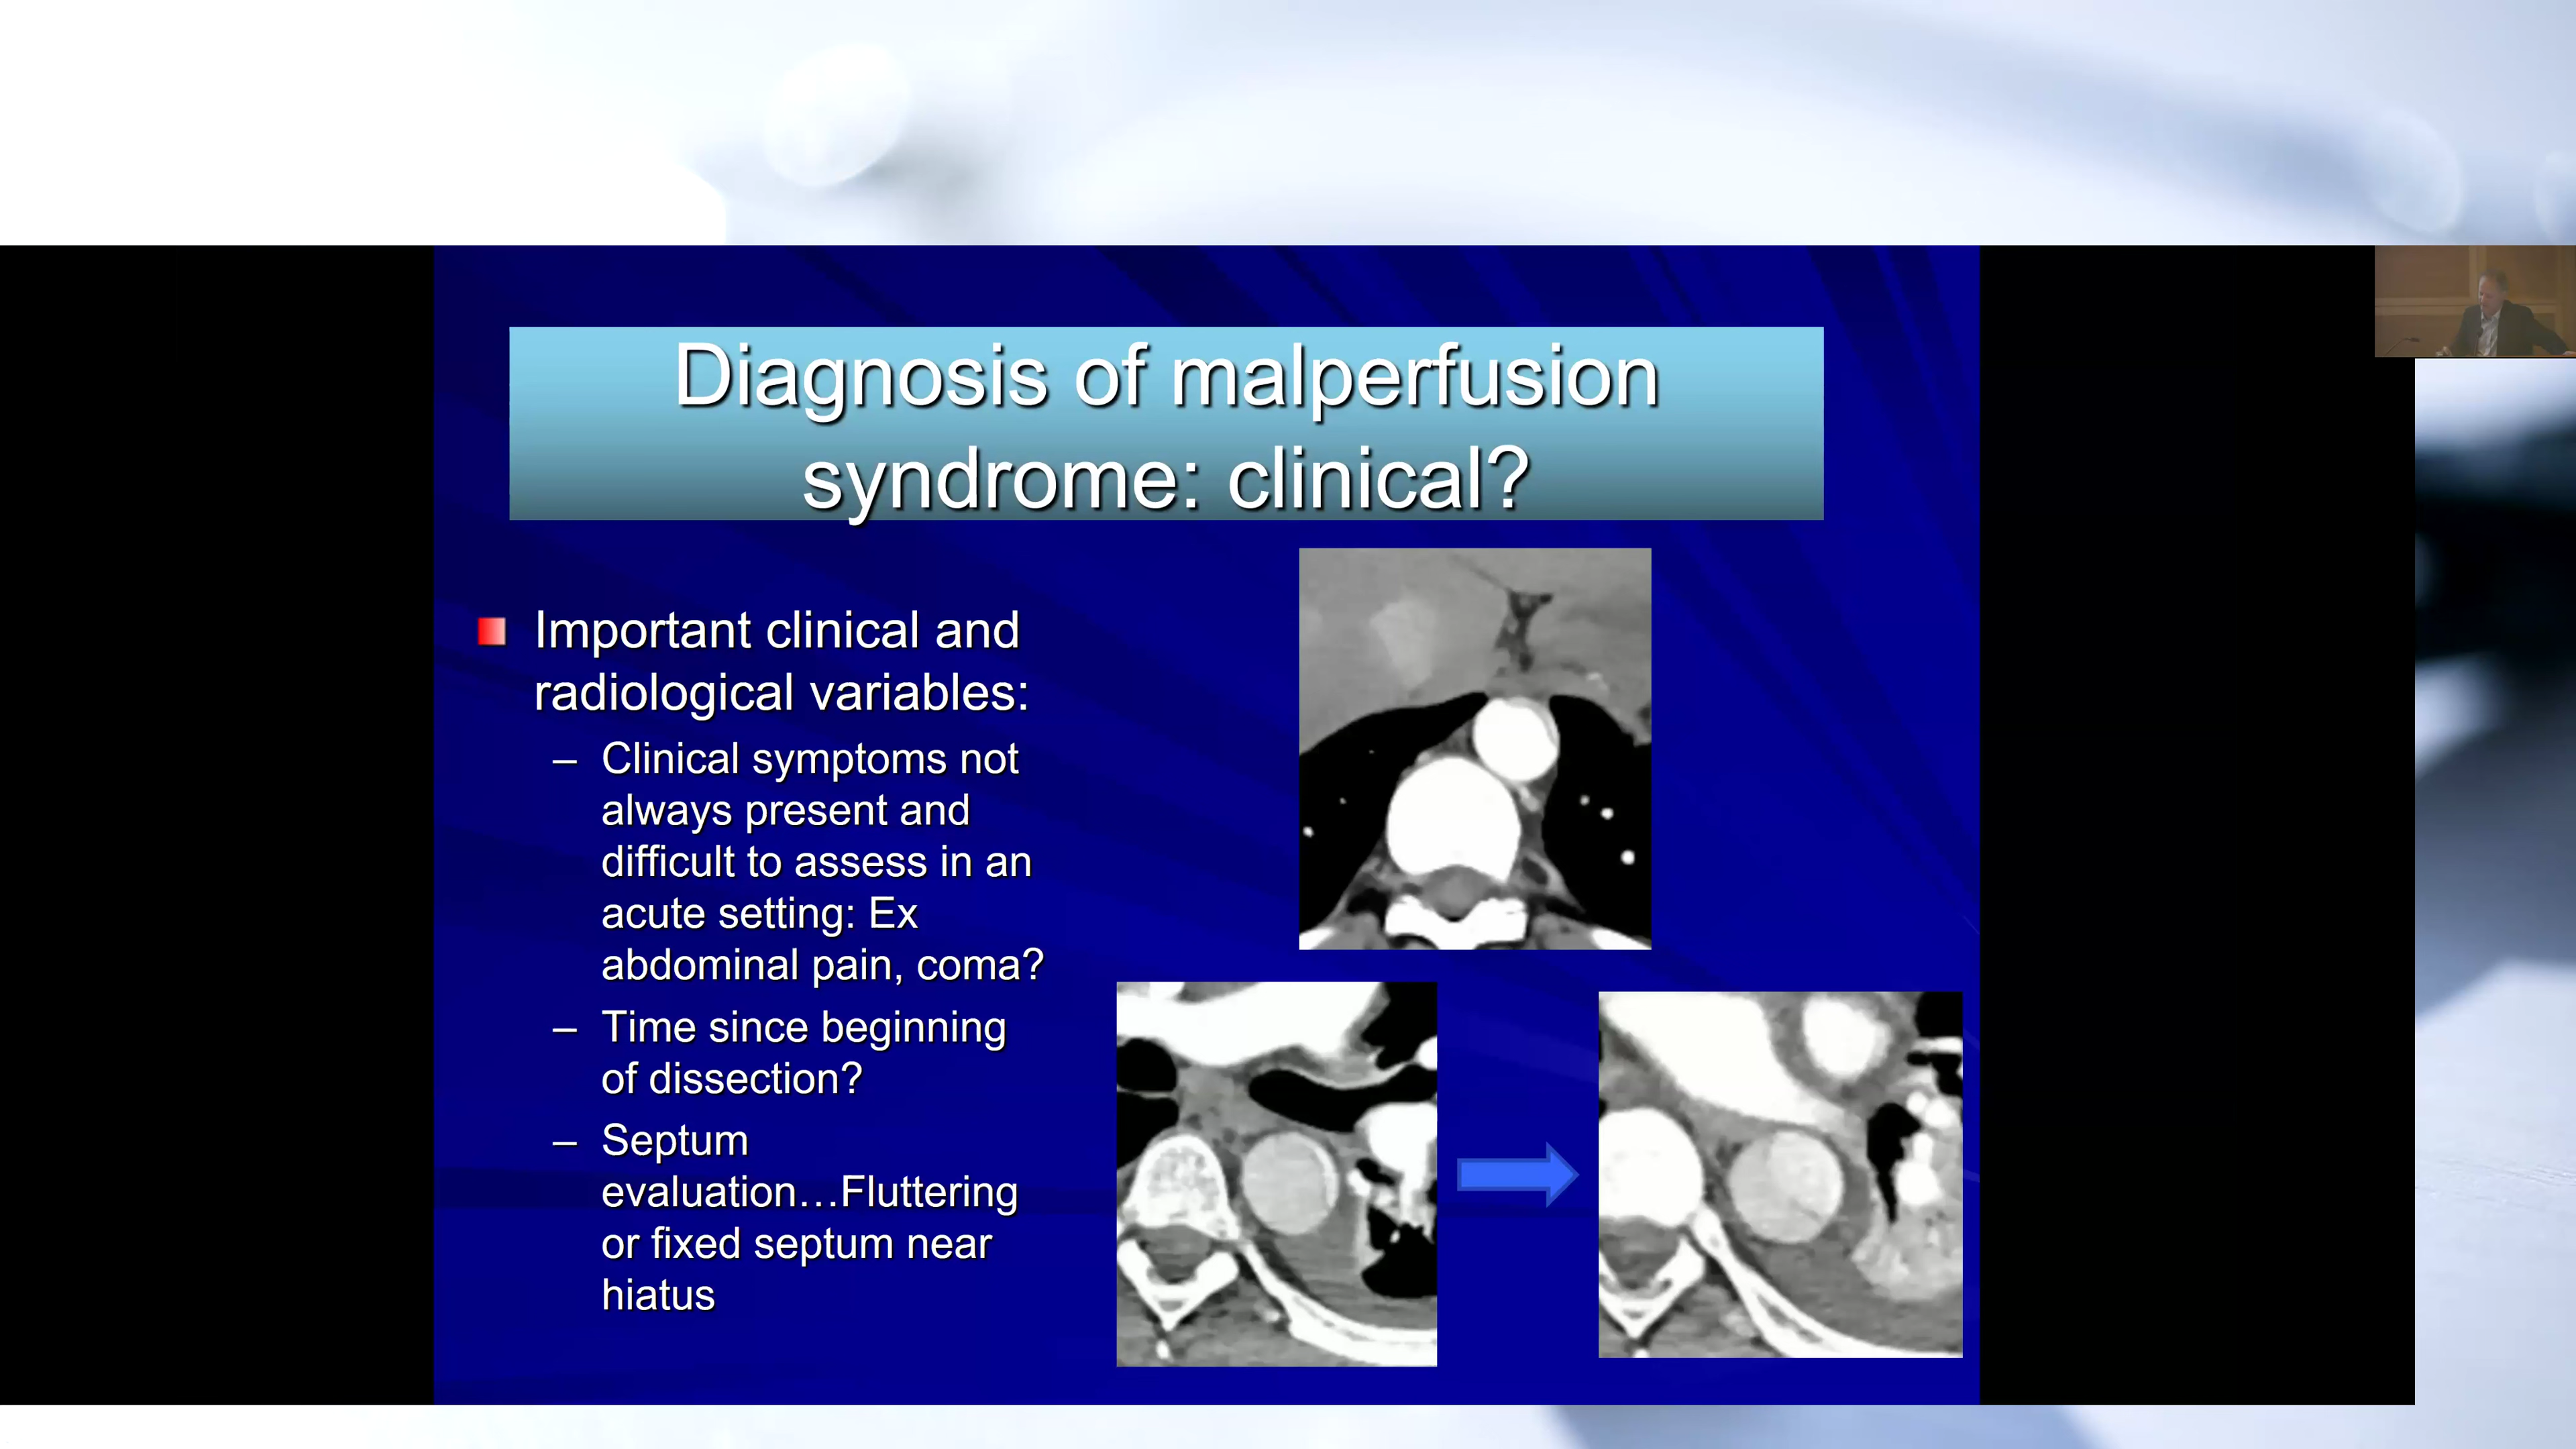 Diagnosis of malperfusion
syndrome: clinical?
Important clinical and
radiological variables:
– Clinical symptoms not
always present and
difficult to assess in an
acute setting: Ex
abdominal pain, coma?
– Time since beginning
of dissection?
– Septum
evaluation…Fluttering
or fixed septum near
hiatus